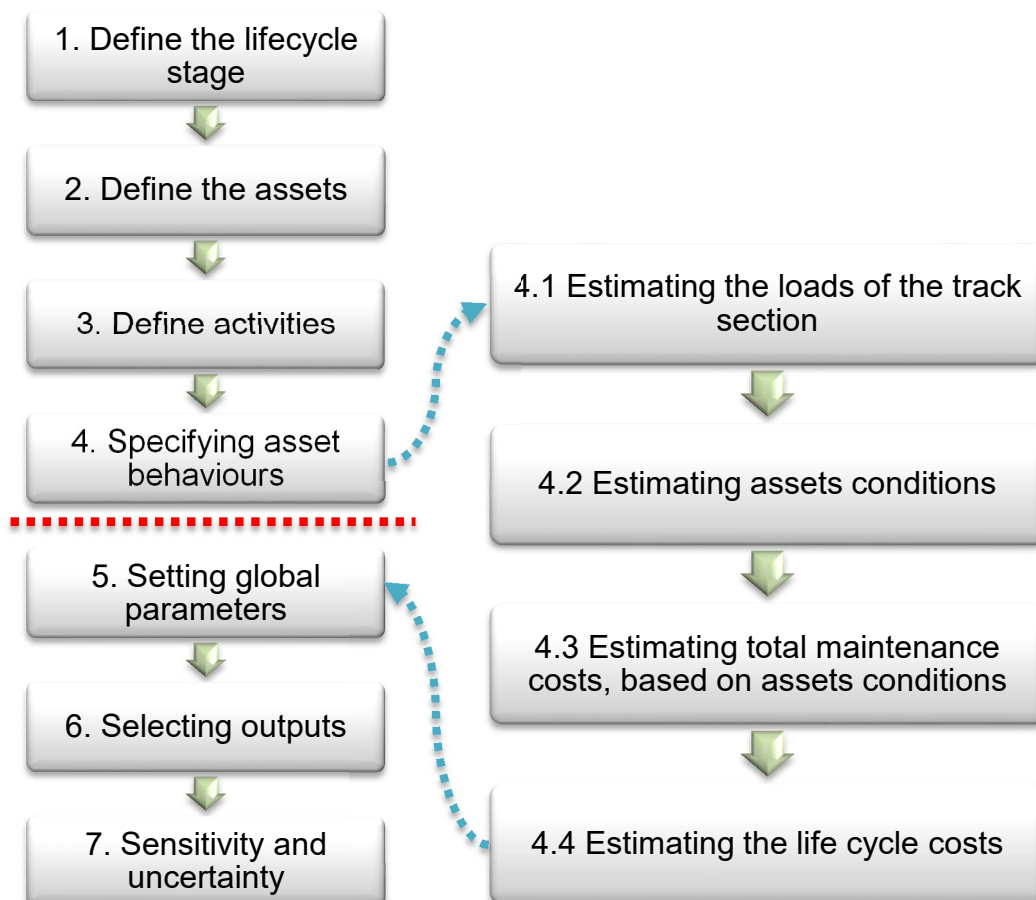 1. Define the lifecycle
stage
2. Define the assets
3. Define activities
4. Specifying asset
behaviours
4.1 Estimating the loads of the track
section
4.2 Estimating assets conditions
4.3 Estimating total maintenance
costs, based on assets conditions
4.4 Estimating the life cycle costs
5. Setting global
parameters
6. Selecting outputs
7. Sensitivity and
uncertainty